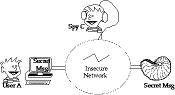 Spy C
Secret
Msg
Insecure
Network
User A
Secret Msg